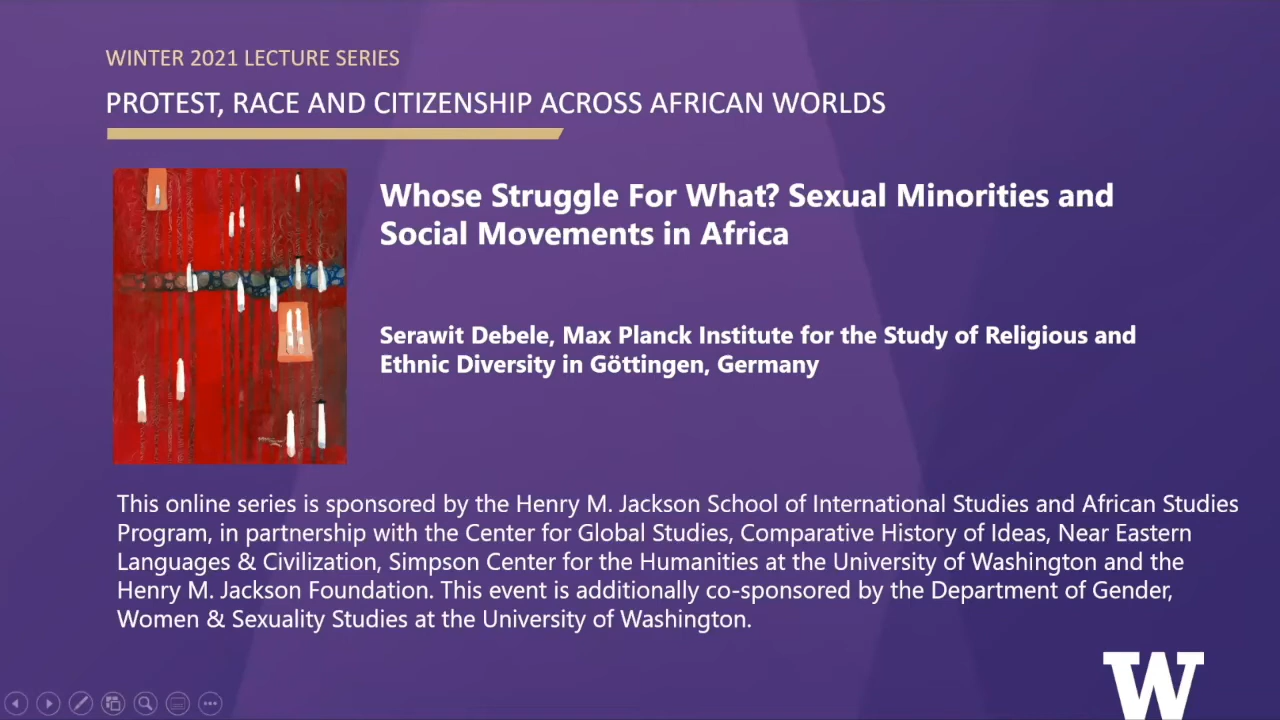 WINTER 2021 LECTURE SERIES
PROTEST, RACE AND CITIZENSHIP ACROSS AFRICAN WORLDS
Whose Struggle For What? Sexual Minorities and
Social Movements in Africa
Serawit Debele, Max Planck Institute for the Study of Religious and
Ethnic Diversity in Göttingen, Germany
This online series is sponsored by the Henry M. Jackson School of International Studies and African Studies
Program, in partnership with the Center for Global Studies, Comparative History of Ideas, Near Eastern
Languages & Civilization, Simpson Center for the Humanities at the University of Washington and the
Henry M. Jackson Foundation. This event is additionally co-sponsored by the Department of Gender,
Women & Sexuality Studies at the University of Washington.
W